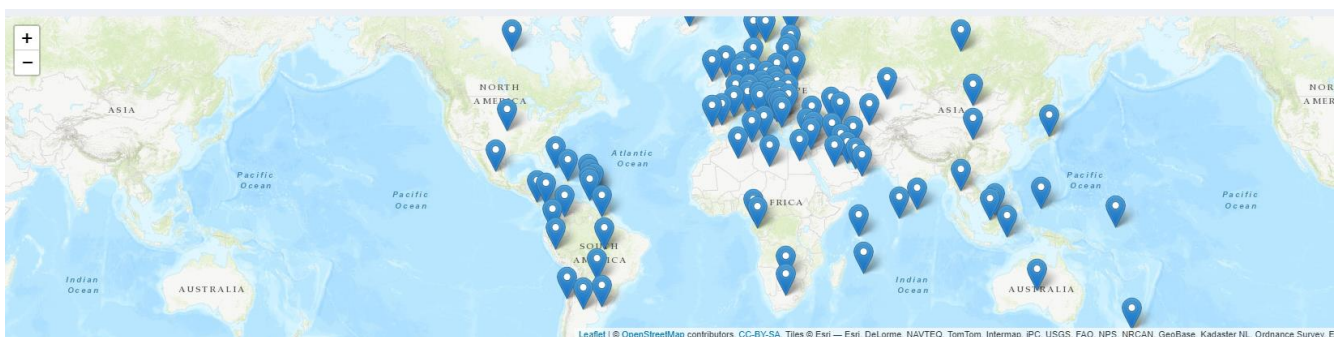 +
−
NORTH
AMERICA
NOR
AMER
ASIA
ASIA
Atlantic
Ocean
Pacific
Ocean
Pacific
Ocean
Pacific
Ocean
Pacific
Ocean
AFRICA
SOUTH
AMERICA
Indian
Ocean
Indian
Ocean
AUSTRALIA
AUSTRALIA
Leaflet | © OpenStreetMap contributors, CC-BY-SA, Tiles © Esri — Esri, DeLorme, NAVTEQ, TomTom, Intermap, iPC, USGS, FAO, NPS, NRCAN, GeoBase, Kadaster NL, Ordnance Survey, E